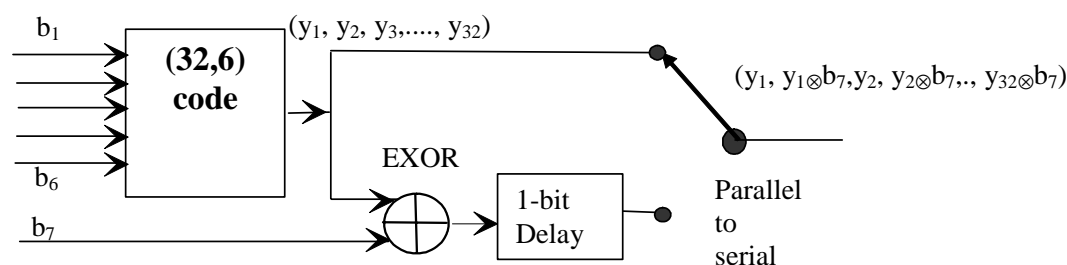 b₁
(32,6)
code
(y₁, y₂, y₃,...., y₃₂)
(y₁, y₁⊗b₇,y₂, y₂⊗b₇,., y₃₂⊗b₇)
b₆
EXOR
1-bit
Delay
b₇
Parallel
to
serial